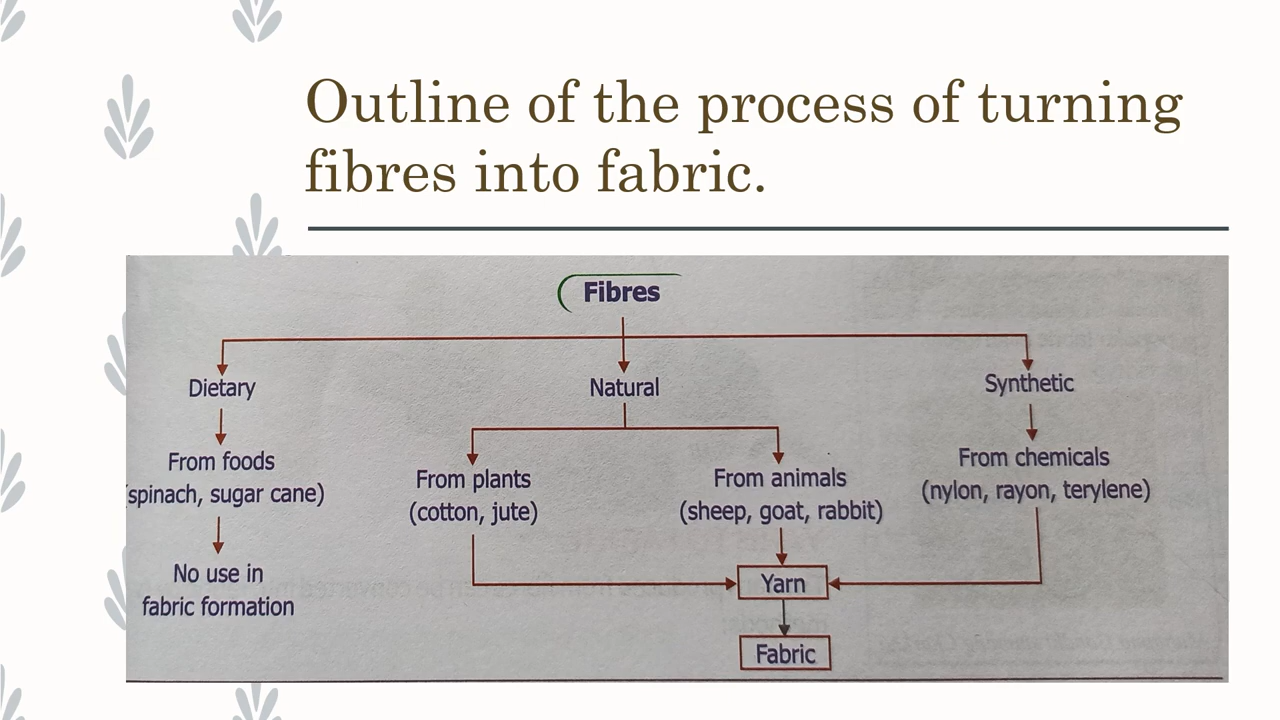 Outline of the process of turning
fibres into fabric.
Fibres
Dietary
Natural
Synthetic
From foods
(spinach, sugar cane)
From plants
(cotton, jute)
From animals
(sheep, goat, rabbit)
From chemicals
(nylon, rayon, terylene)
No use in
fabric formation
Yarn
Fabric